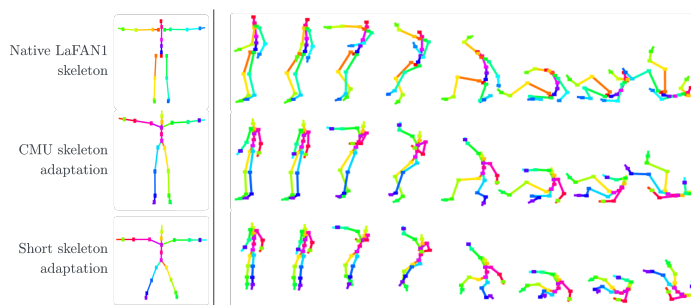 Native LaFAN1
skeleton
CMU skeleton
adaptation
Short skeleton
adaptation